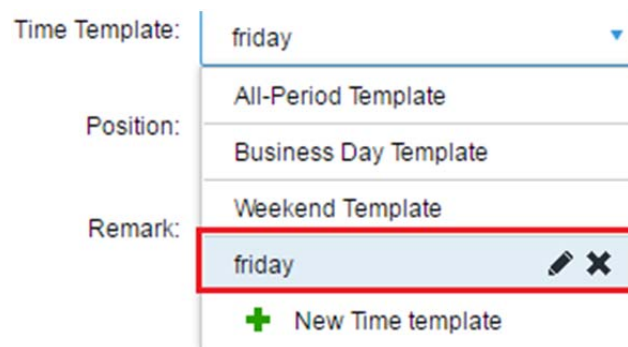 Time Template: friday
All-Period Template
Position:
Business Day Template
Weekend Template
Remark:
friday
New Time template